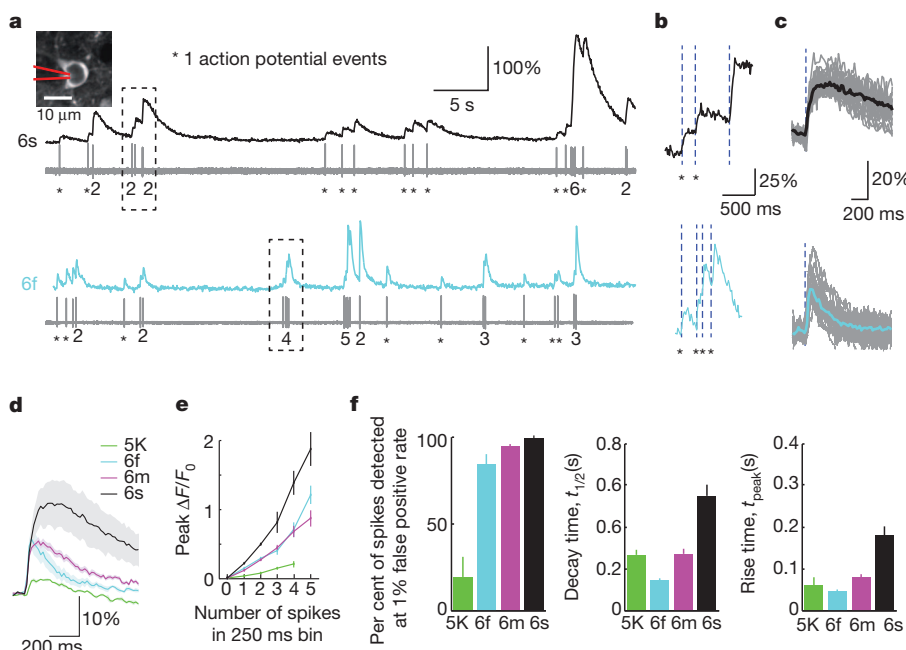 a
b
c
* 1 action potential events
100%
5 s
10 μm
6s
* * 2 2 2 * * * * * * * * 6 * 2
25%
500 ms
* *
20%
200 ms
6f
* * 2 * 2 4 5 2 * * 3 * * * 3
* * * *
d
e
f
5K
6f
6m
6s
10%
200 ms
Peak ΔF/F0
2
1
0
0 1 2 3 4 5
Number of spikes
in 250 ms bin
Per cent of spikes detected
at 1% false positive rate
100
50
0
5K 6f 6m 6s
Decay time, t1/2(s)
0.8
0.6
0.4
0.2
0
5K 6f 6m 6s
Rise time, tpeak(s)
0.4
0.3
0.2
0.1
0
5K 6f 6m 6s